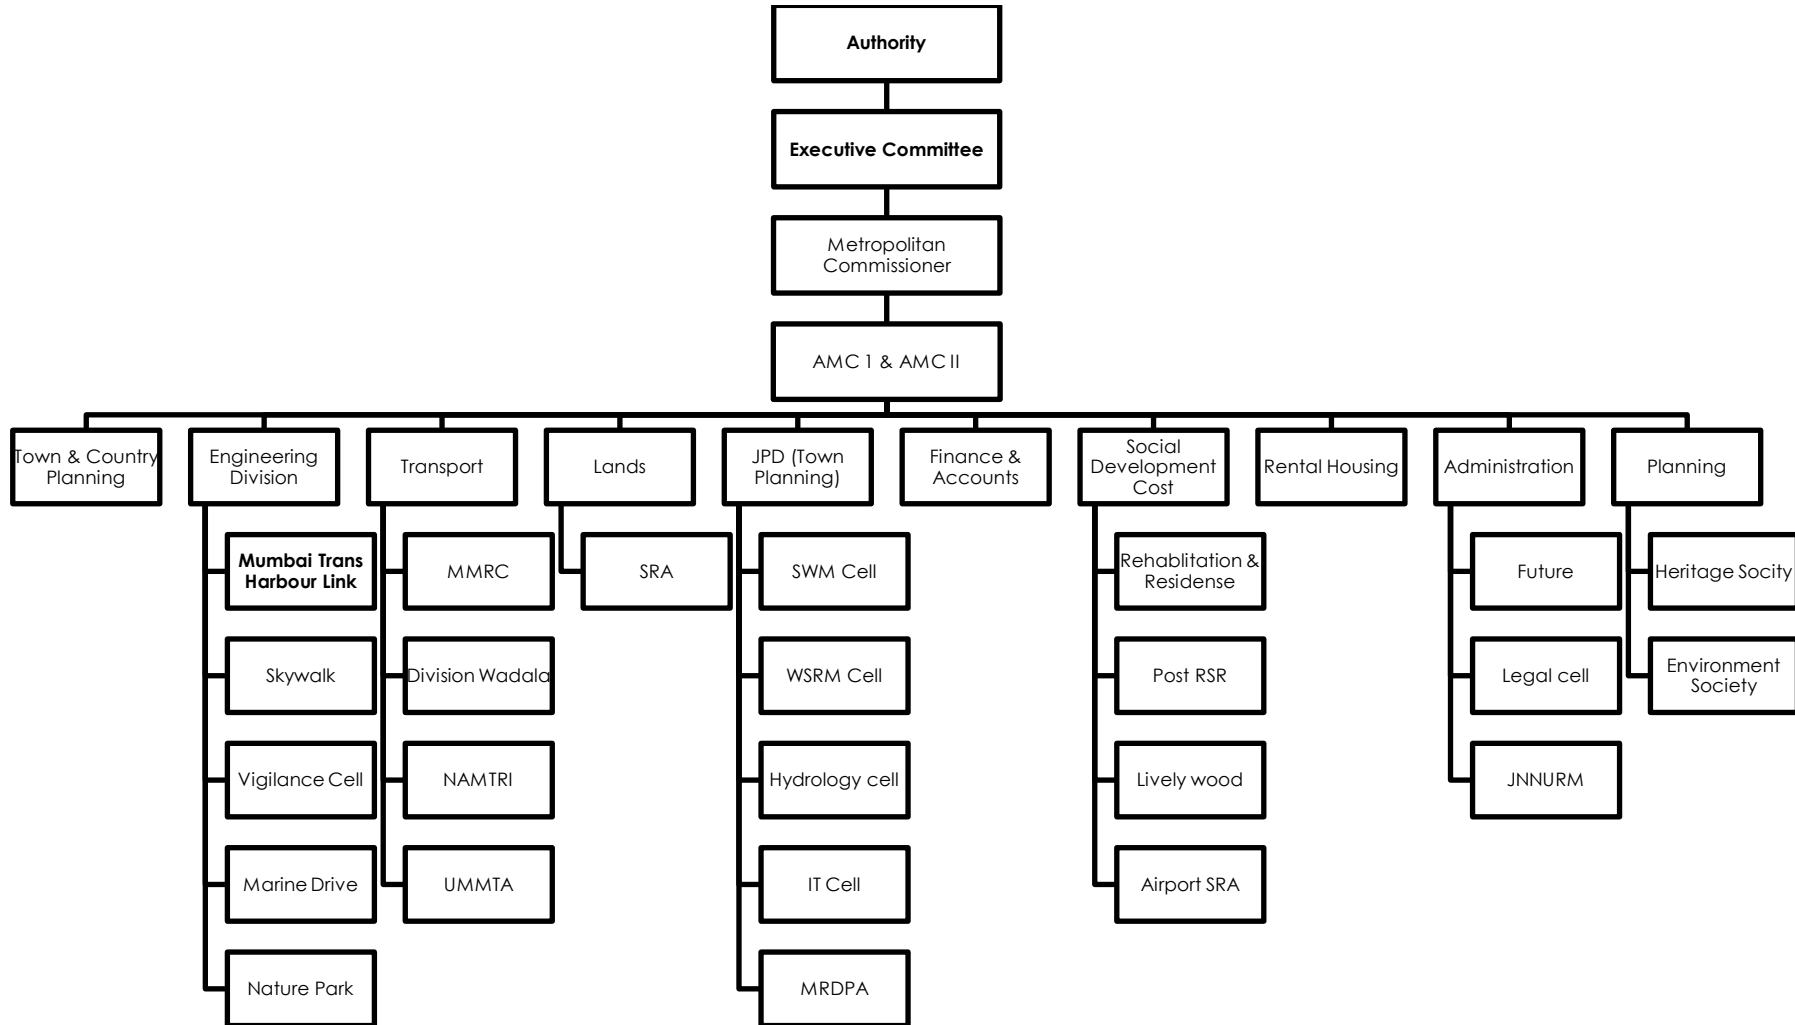 Authority
Executive Committee
Metropolitan
Commissioner
AMC 1 & AMC II
Town & Country
Planning
Engineering
Division
Transport
Lands
JPD (Town
Planning)
Finance &
Accounts
Social
Development
Cost
Rental Housing
Administration
Planning
Mumbai Trans
Harbour Link
Skywalk
Vigilance Cell
Marine Drive
Nature Park
MMRC
Division Wadala
NAMTRI
UMMTA
SRA
SWM Cell
WSRM Cell
Hydrology cell
IT Cell
MRDPA
Rehablitation &
Residense
Post RSR
Lively wood
Airport SRA
Future
Legal cell
JNNURM
Heritage Socity
Environment
Society